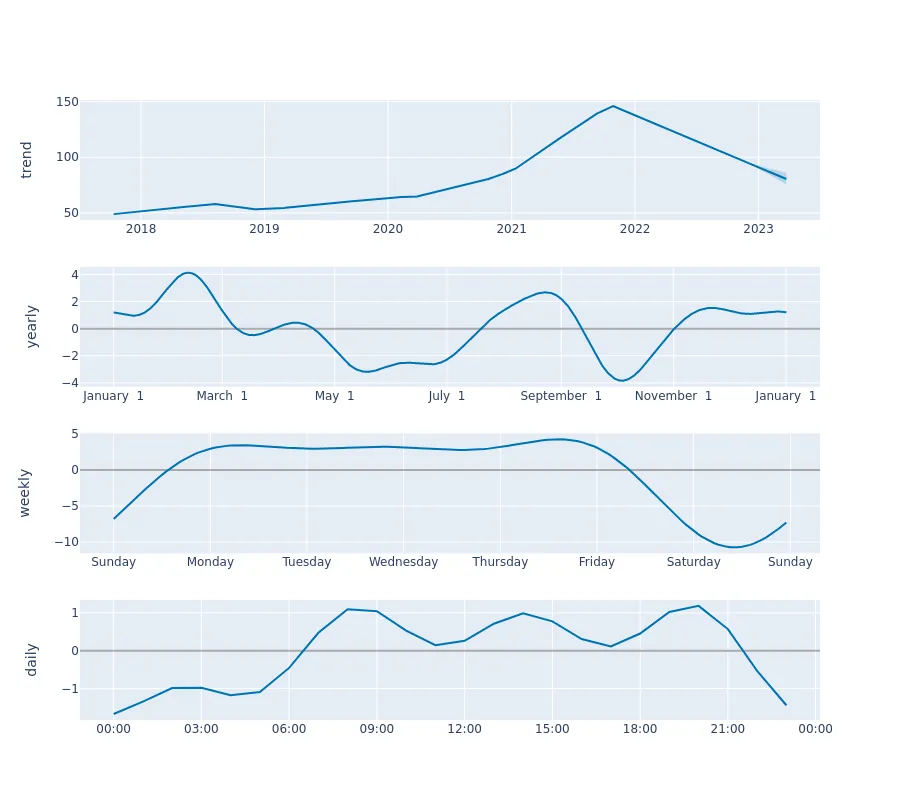 trend
150
100
50
2018 2019 2020 2021 2022 2023
yearly
4
2
0
−2
−4
January 1 March 1 May 1 July 1 September 1 November 1 January 1
weekly
5
0
−5
−10
Sunday Monday Tuesday Wednesday Thursday Friday Saturday Sunday
daily
1
0
−1
00:00 03:00 06:00 09:00 12:00 15:00 18:00 21:00 00:00